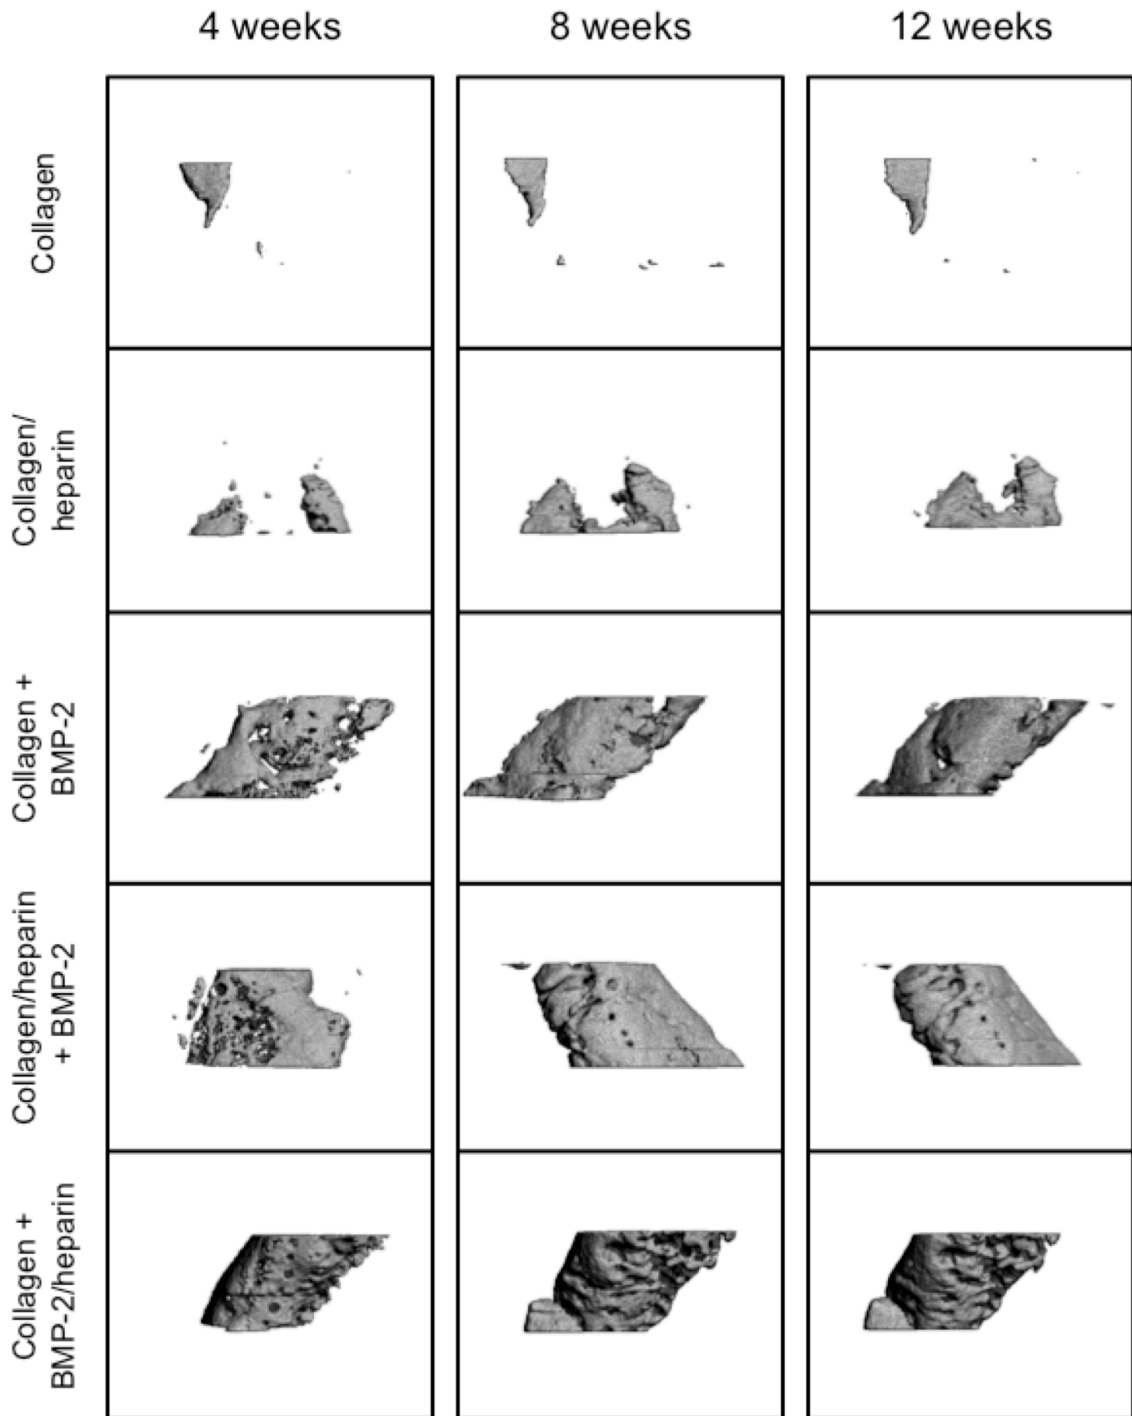 4 weeks
8 weeks
12 weeks
Collagen
Collagen/
heparin
Collagen +
BMP-2
Collagen/heparin
+ BMP-2
Collagen +
BMP-2/heparin